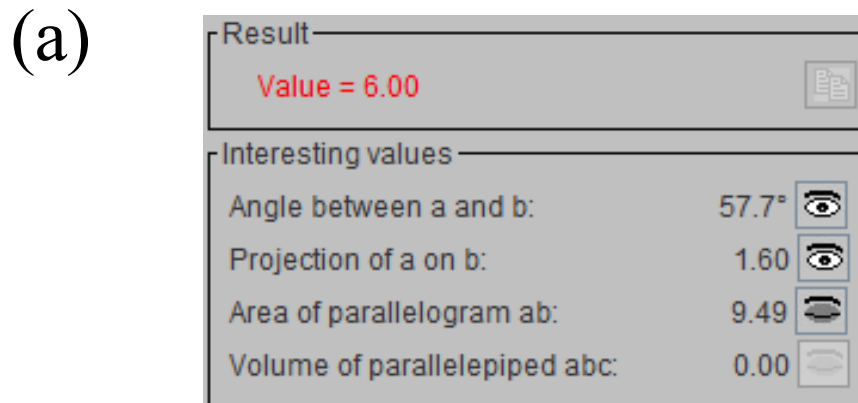 (a)
Result
Value = 6.00
Interesting values
Angle between a and b: 57.7°
Projection of a on b: 1.60
Area of parallelogram ab: 9.49
Volume of parallelepiped abc: 0.00